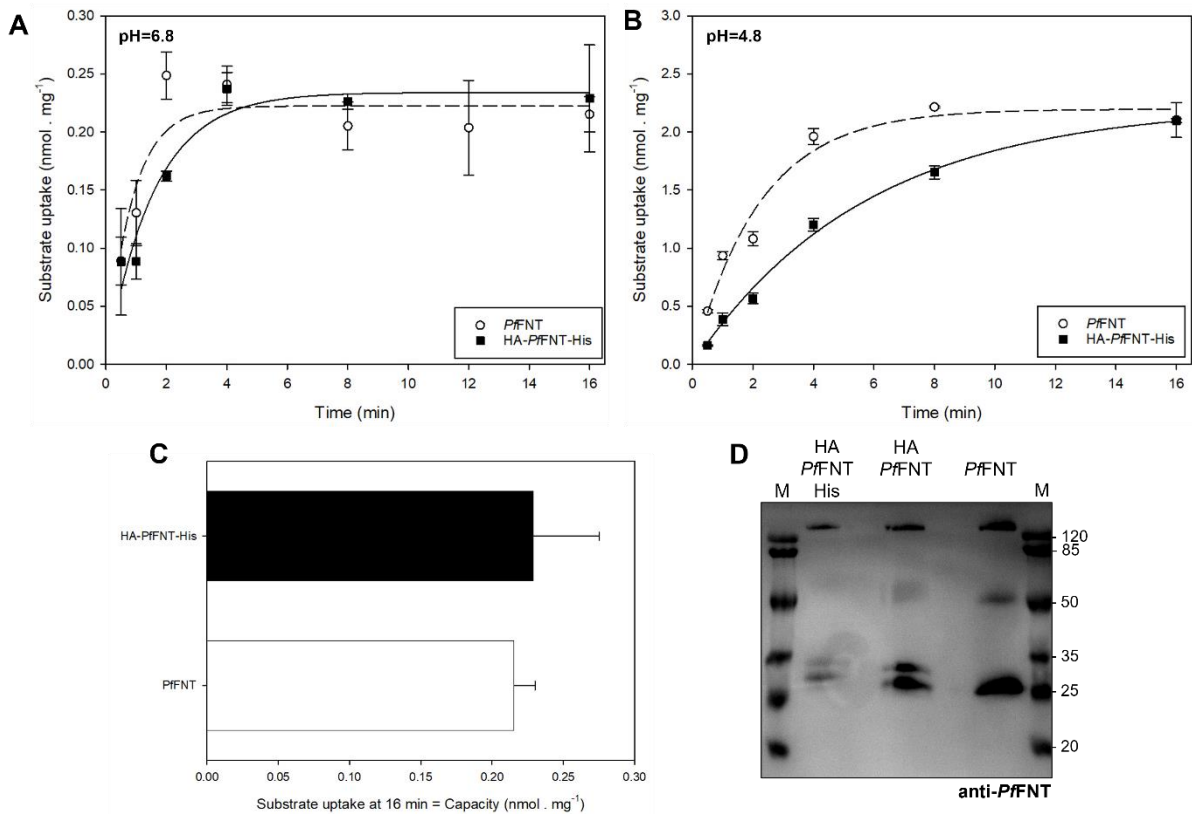 A
pH=6.8
Substrate uptake (nmol . mg⁻¹)
0.30
0.25
0.20
0.15
0.10
0.05
0.00
0 2 4 6 8 10 12 14 16
Time (min)
PfFNT
HA-PfFNT-His
B
pH=4.8
Substrate uptake (nmol . mg⁻¹)
3.0
2.5
2.0
1.5
1.0
0.5
0.0
0 2 4 6 8 10 12 14 16
Time (min)
PfFNT
HA-PfFNT-His
C
HA-PfFNT-His
PfFNT
0.00 0.05 0.10 0.15 0.20 0.25 0.30
Substrate uptake at 16 min = Capacity (nmol . mg⁻¹)
D
HA HA
PfFNT PfFNT PfFNT
M His M
120
85
50
35
25
20
anti-PfFNT